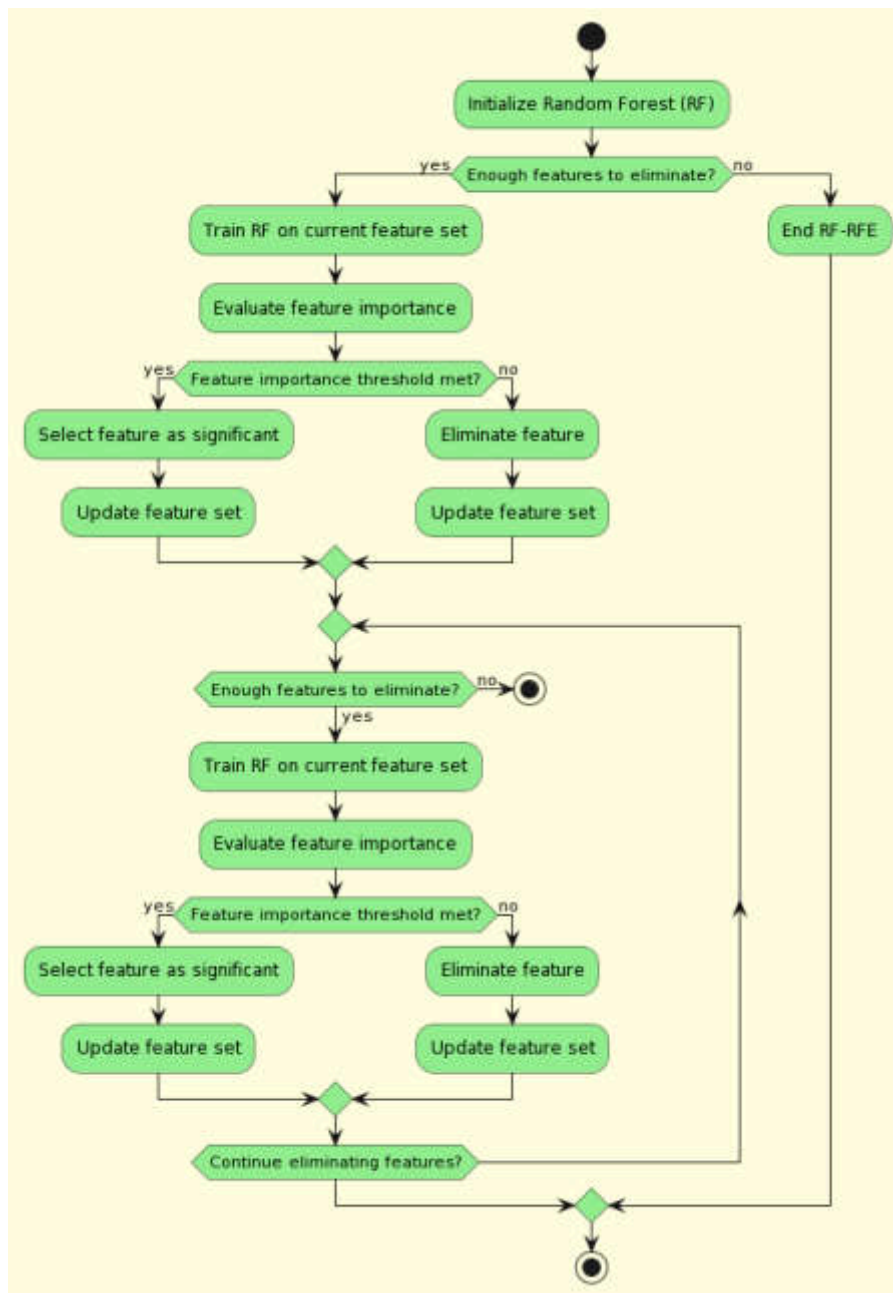 Initialize Random Forest (RF)
yes
Enough features to eliminate?
no
Train RF on current feature set
End RF-RFE
Evaluate feature importance
yes
Feature importance threshold met?
no
Select feature as significant
Eliminate feature
Update feature set
Update feature set
Enough features to eliminate?
no
yes
Train RF on current feature set
Evaluate feature importance
yes
Feature importance threshold met?
no
Select feature as significant
Eliminate feature
Update feature set
Update feature set
Continue eliminating features?